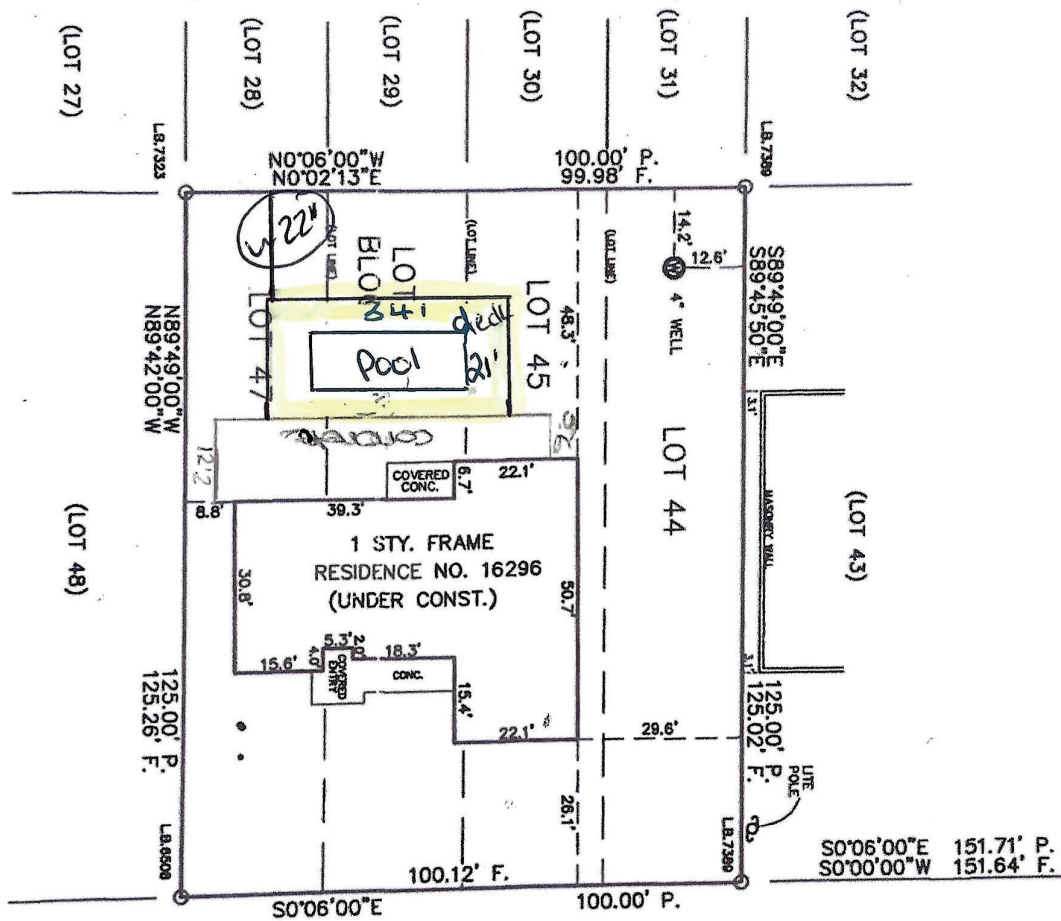 (LOT 27)
(LOT 28)
(LOT 29)
(LOT 30)
(LOT 31)
(LOT 32)
L.B.7323
N0°06'00"W
N0°02'13"E
100.00' P.
99.98' F.
L.B.7389
22"
(LOT LINE)
(LOT LINE)
(LOT LINE)
14.2'
W
12.6'
4" WELL
S89°49'00"E
S89°45'50"E
LOT
BLO
LOT 47
LOT 45
48.3'
34'
deck
Pool
21'
N89°49'00"W
N89°42'00"W
concrete
12'2
COVERED
CONC.
6.7'
22.1'
8.8'
39.3'
LOT 44
3.1'
MASONRY WALL
(LOT 43)
(LOT 48)
1 STY. FRAME
RESIDENCE NO. 16296
(UNDER CONST.)
30.8'
50.7'
5.3'
2.0'
4.0'
18.3'
15.6'
COVERED
ENTRY
CONC.
15.4'
22.1'
29.6'
3.1'
125.00' P.
125.26' F.
125.00' P.
125.02' F.
LITE
POLE
26.1'
L.B.6509
L.B.7389
100.12' F.
S0°06'00"E
100.00' P.
S0°06'00"E 151.71' P.
S0°00'00"W 151.64' F.